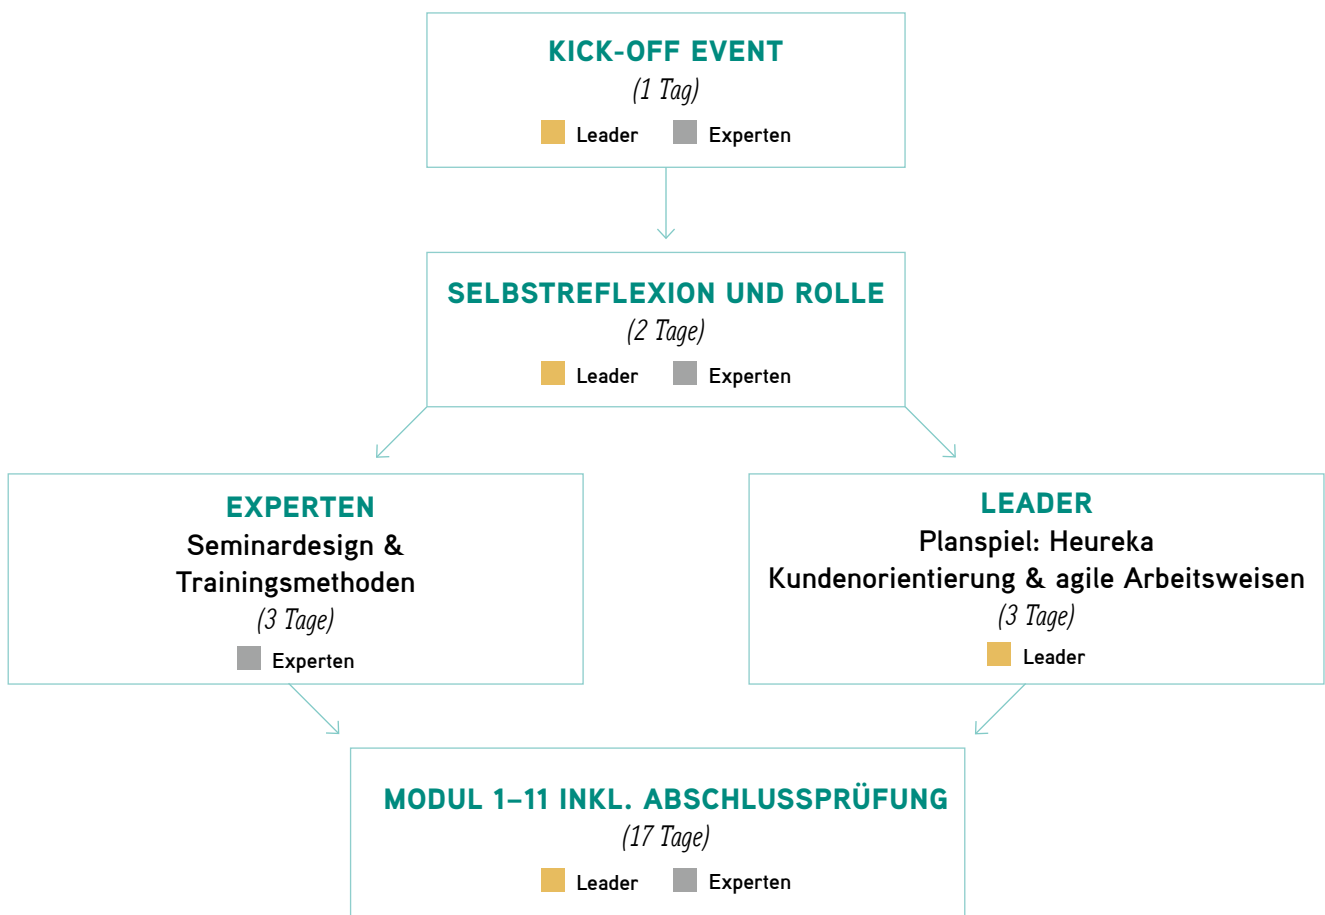 KICK-OFF EVENT
(1 Tag)
Leader Experten
SELBSTREFLEXION UND ROLLE
(2 Tage)
Leader Experten
EXPERTEN
Seminardesign &
Trainingsmethoden
(3 Tage)
Experten
LEADER
Planspiel: Heureka
Kundenorientierung & agile Arbeitsweisen
(3 Tage)
Leader
MODUL 1–11 INKL. ABSCHLUSSPRÜFUNG
(17 Tage)
Leader Experten